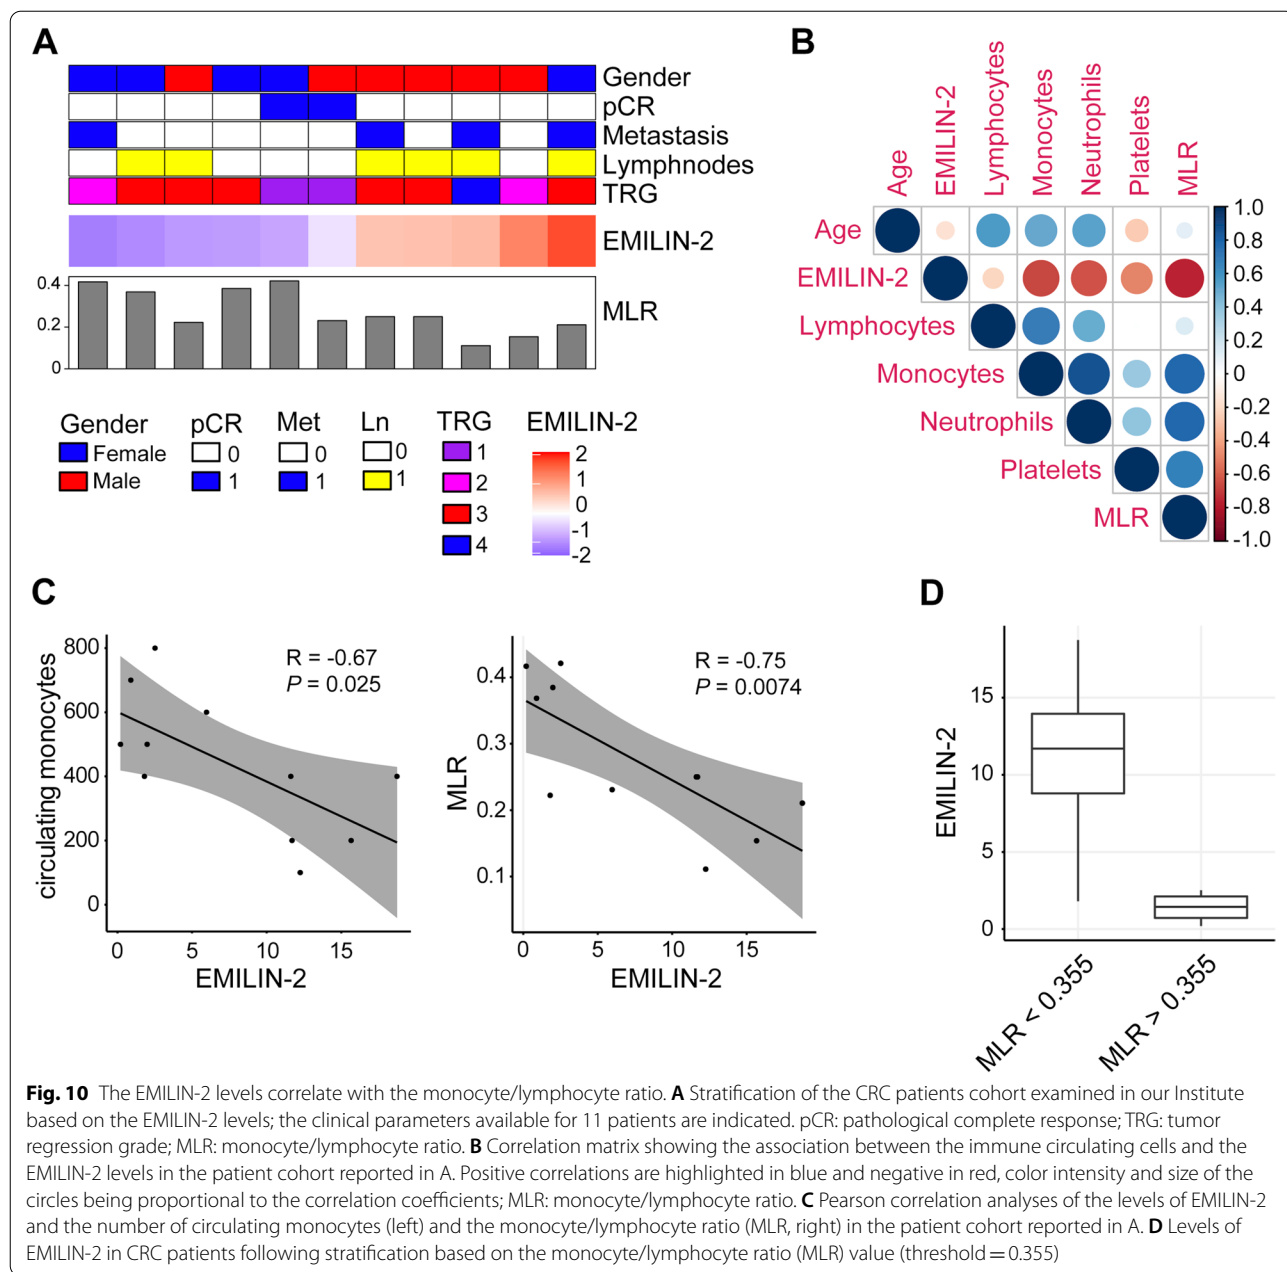 A
Gender
pCR
Metastasis
Lymphnodes
TRG
EMILIN-2
0.4
0.2
0
MLR
Gender
Female
Male
pCR
0
1
Met
0
1
Ln
0
1
TRG
1
2
3
4
EMILIN-2
2
1
0
-1
-2
B
Age
EMILIN-2
Lymphocytes
Monocytes
Neutrophils
Platelets
MLR
Age
EMILIN-2
Lymphocytes
Monocytes
Neutrophils
Platelets
MLR
1.0
0.8
0.6
0.4
0.2
0
-0.2
-0.4
-0.6
-0.8
-1.0
C
circulating monocytes
800
600
400
200
0
R = -0.67
P = 0.025
0 5 10 15
EMILIN-2
MLR
0.4
0.3
0.2
0.1
R = -0.75
P = 0.0074
0 5 10 15
EMILIN-2
D
EMILIN-2
15
10
5
0
MLR < 0.355
MLR > 0.355
Fig. 10 The EMILIN-2 levels correlate with the monocyte/lymphocyte ratio. A Stratification of the CRC patients cohort examined in our Institute
based on the EMILIN-2 levels; the clinical parameters available for 11 patients are indicated. pCR: pathological complete response; TRG: tumor
regression grade; MLR: monocyte/lymphocyte ratio. B Correlation matrix showing the association between the immune circulating cells and the
EMILIN-2 levels in the patient cohort reported in A. Positive correlations are highlighted in blue and negative in red, color intensity and size of the
circles being proportional to the correlation coefficients; MLR: monocyte/lymphocyte ratio. C Pearson correlation analyses of the levels of EMILIN-2
and the number of circulating monocytes (left) and the monocyte/lymphocyte ratio (MLR, right) in the patient cohort reported in A. D Levels of
EMILIN-2 in CRC patients following stratification based on the monocyte/lymphocyte ratio (MLR) value (threshold = 0.355)